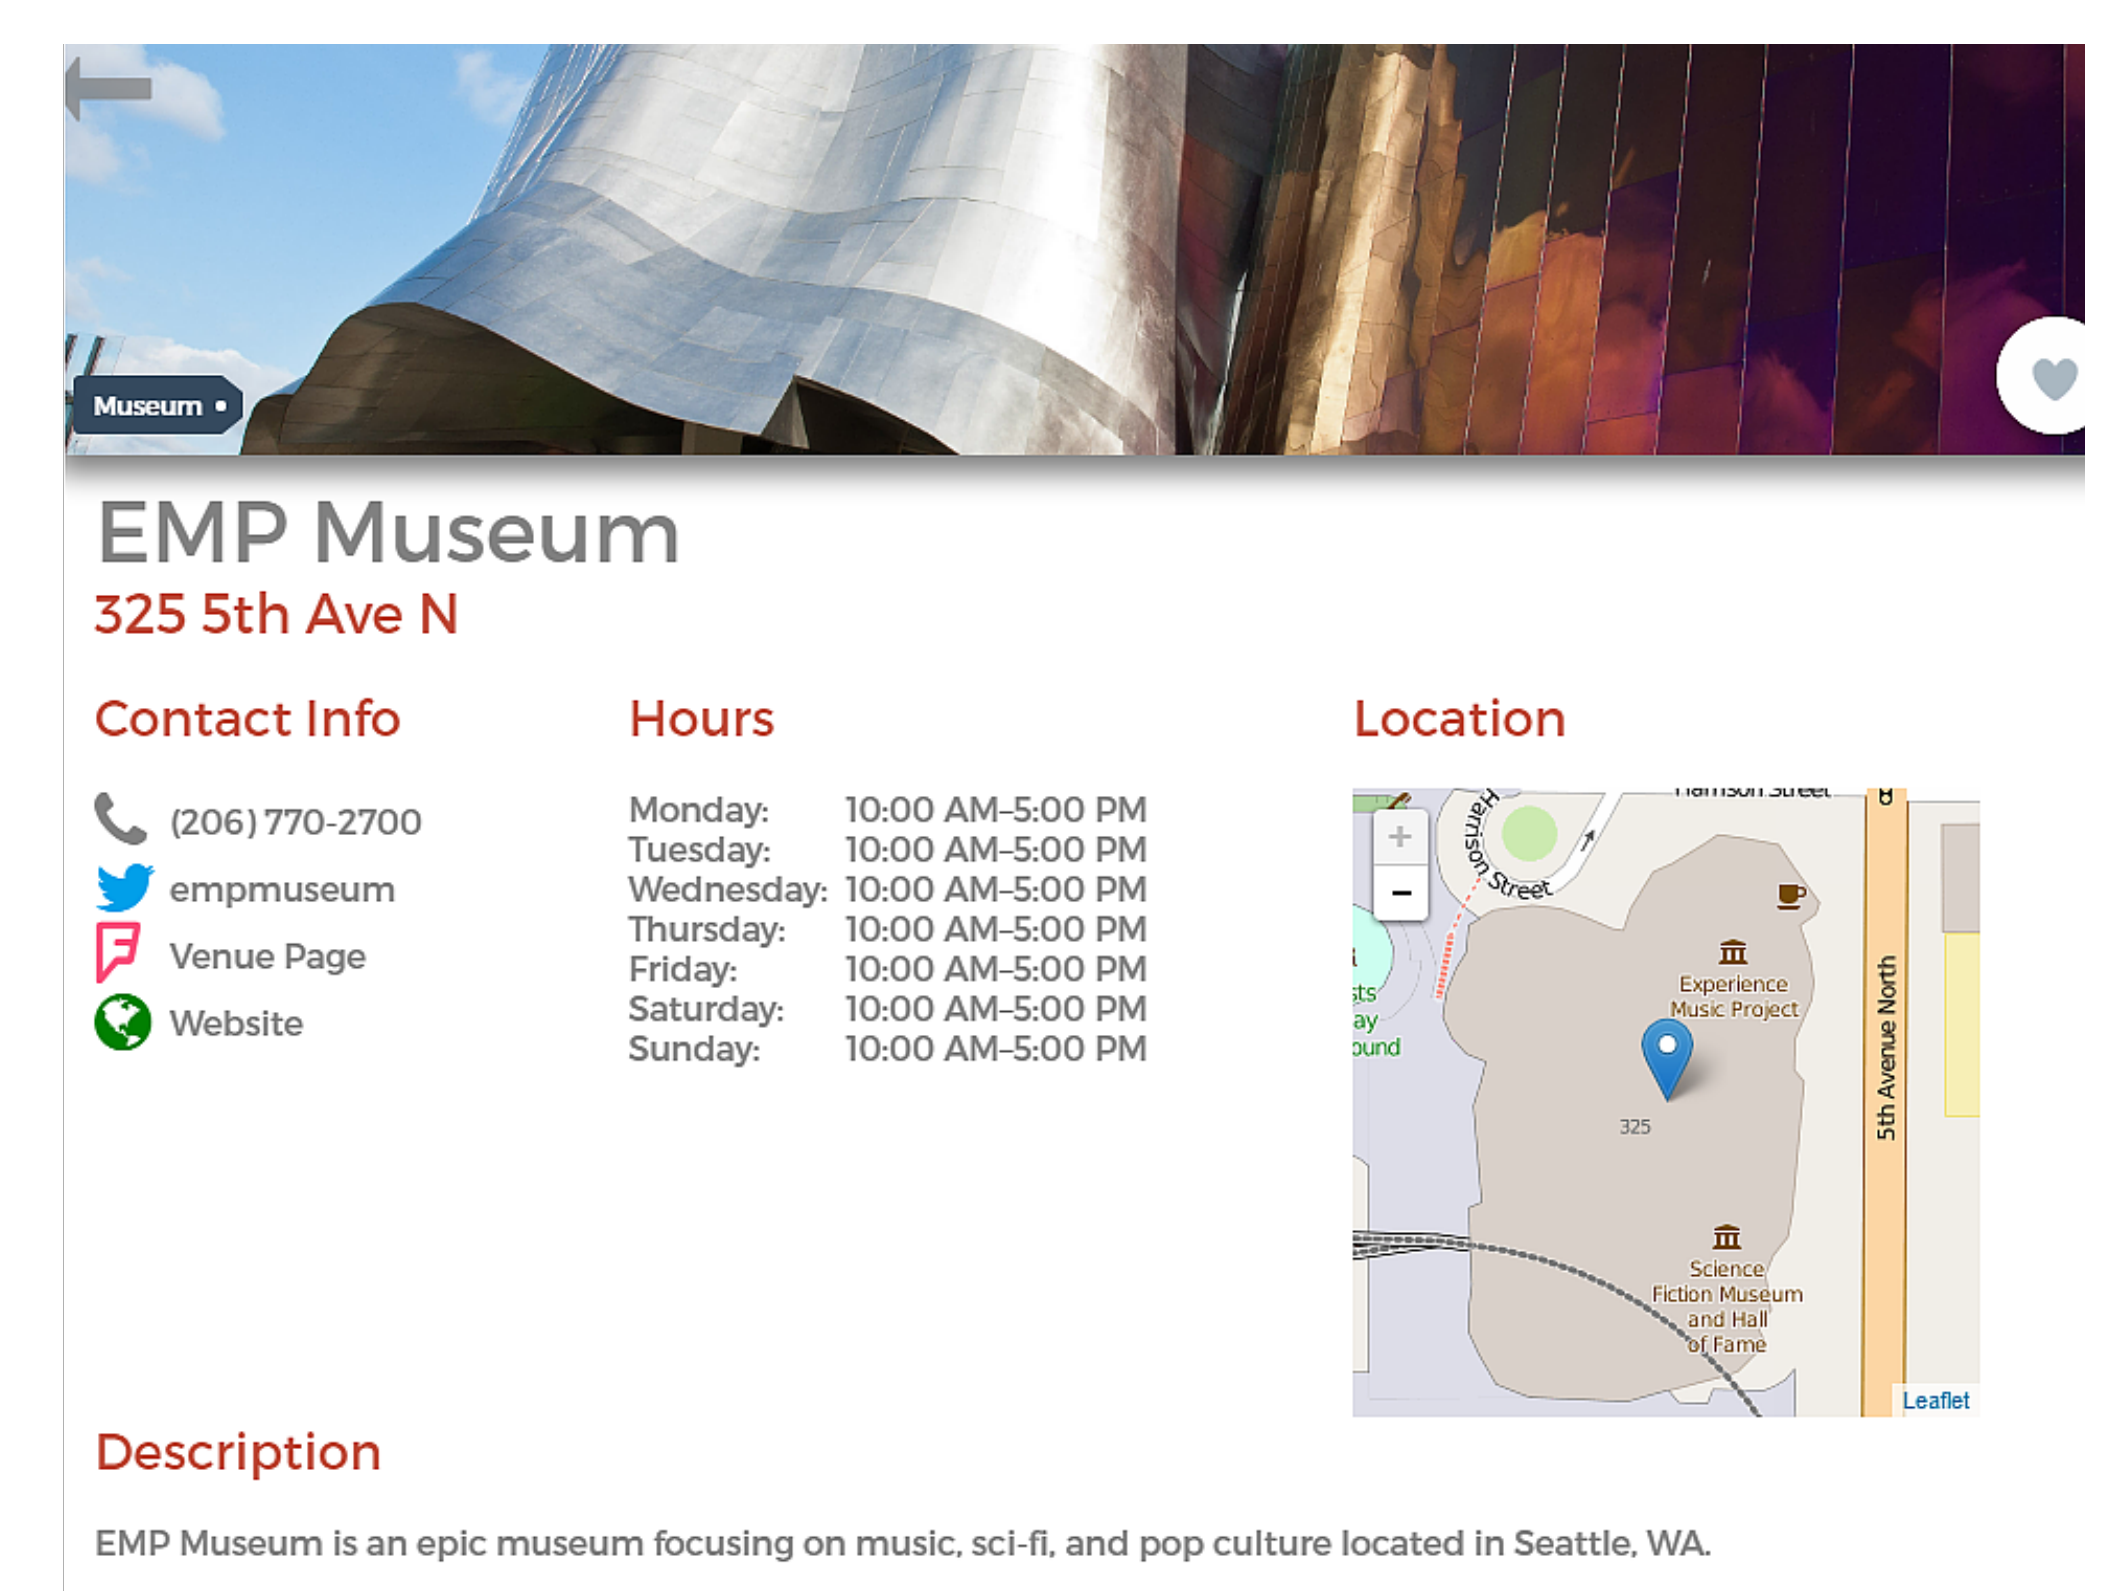 Museum
EMP Museum
325 5th Ave N
Contact Info
(206) 770-2700
empmuseum
Venue Page
Website
Hours
Monday: 10:00 AM–5:00 PM
Tuesday: 10:00 AM–5:00 PM
Wednesday: 10:00 AM–5:00 PM
Thursday: 10:00 AM–5:00 PM
Friday: 10:00 AM–5:00 PM
Saturday: 10:00 AM–5:00 PM
Sunday: 10:00 AM–5:00 PM
Location
Harrison Street
Harrison Street
+
−
Experience
Music Project
sts
ay
ound
325
5th Avenue North
Science
Fiction Museum
and Hall
of Fame
Leaflet
Description
EMP Museum is an epic museum focusing on music, sci-fi, and pop culture located in Seattle, WA.